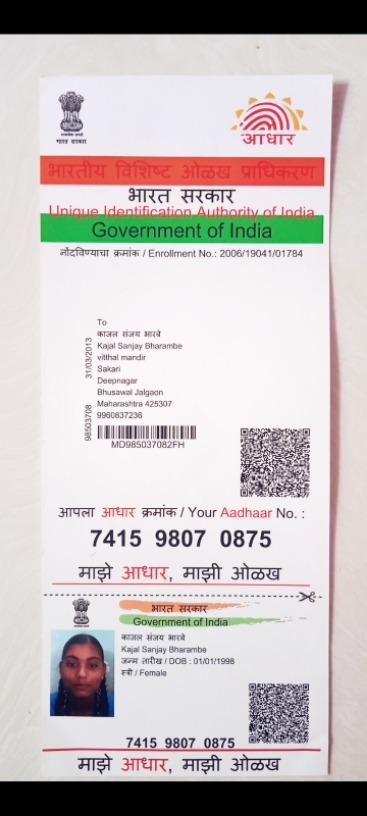 भारत सरकार
आधार
भारतीय विशिष्ट ओळख प्राधिकरण
भारत सरकार
Unique Identification Authority of India
Government of India
नोंदविण्याचा क्रमांक / Enrollment No.: 2006/19041/01784
To
काजल संजय भारंबे
Kajal Sanjay Bharambe
vitthal mandir
Sakari
Deepnagar
Bhusawal Jalgaon
Maharashtra 425307
9960837236
31/03/2013
98503708
MD985037082FH
आपला आधार क्रमांक / Your Aadhaar No. :
7415 9807 0875
माझे आधार, माझी ओळख
भारत सरकार
Government of India
काजल संजय भारंबे
Kajal Sanjay Bharambe
जन्म तारीख / DOB : 01/01/1998
स्त्री / Female
7415 9807 0875
माझे आधार, माझी ओळख